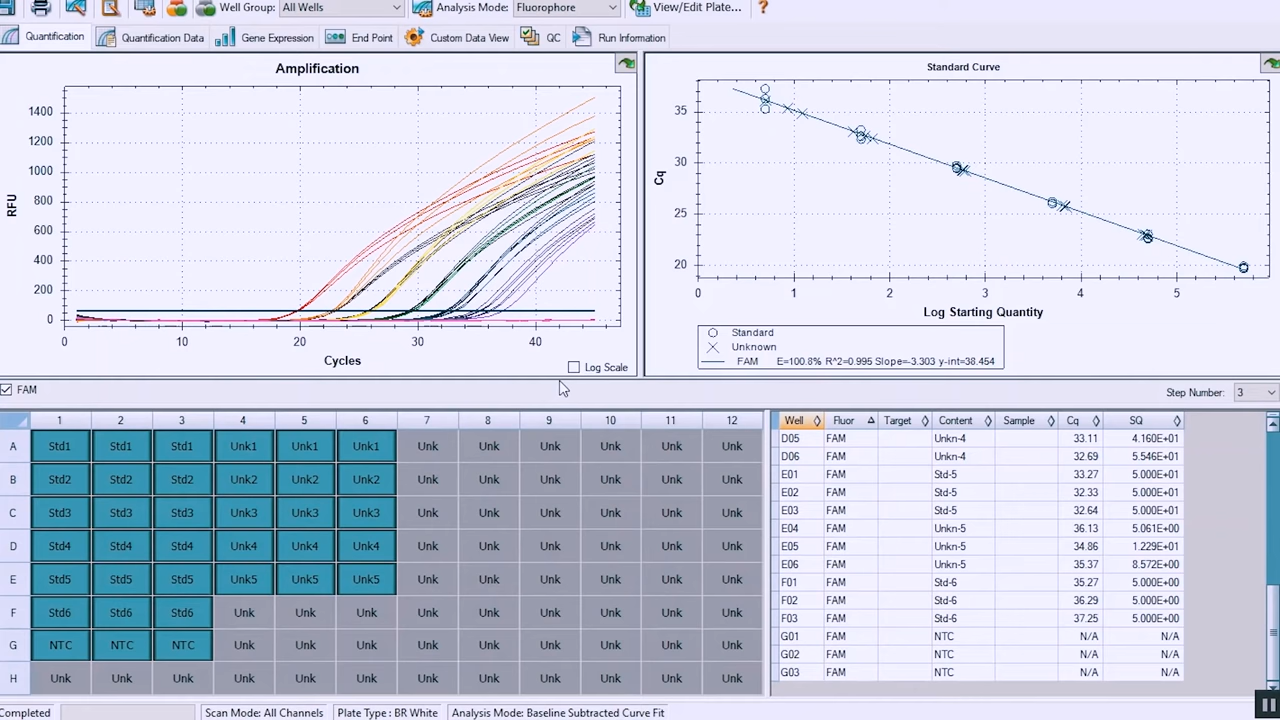 Well Group: All Wells Analysis Mode: Fluorophore View/Edit Plate... ?
Quantification Quantification Data Gene Expression End Point Custom Data View QC Run Information
Amplification
1400
1200
1000
800
600
400
200
0
RFU
0 10 20 30 40
Cycles
Log Scale
Standard Curve
35
30
25
20
Cq
0 1 2 3 4 5
Log Starting Quantity
Standard
Unknown
FAM E=100.8% R^2=0.995 Slope=-3.303 y-int=38.454
FAM
Step Number: 3
1 2 3 4 5 6 7 8 9 10 11 12
A Std1 Std1 Std1 Unk1 Unk1 Unk1 Unk Unk Unk Unk Unk Unk
B Std2 Std2 Std2 Unk2 Unk2 Unk2 Unk Unk Unk Unk Unk Unk
C Std3 Std3 Std3 Unk3 Unk3 Unk3 Unk Unk Unk Unk Unk Unk
D Std4 Std4 Std4 Unk4 Unk4 Unk4 Unk Unk Unk Unk Unk Unk
E Std5 Std5 Std5 Unk5 Unk5 Unk5 Unk Unk Unk Unk Unk Unk
F Std6 Std6 Std6 Unk Unk Unk Unk Unk Unk Unk Unk Unk
G NTC NTC NTC Unk Unk Unk Unk Unk Unk Unk Unk Unk
H Unk Unk Unk Unk Unk Unk Unk Unk Unk Unk Unk Unk
Well Fluor Target Content Sample Cq SQ
D05 FAM Unkn-4 33.11 4.160E+01
D06 FAM Unkn-4 32.69 5.546E+01
E01 FAM Std-5 33.27 5.000E+01
E02 FAM Std-5 32.33 5.000E+01
E03 FAM Std-5 32.64 5.000E+01
E04 FAM Unkn-5 36.13 5.061E+00
E05 FAM Unkn-5 34.86 1.229E+01
E06 FAM Unkn-5 35.37 8.572E+00
F01 FAM Std-6 35.27 5.000E+00
F02 FAM Std-6 36.29 5.000E+00
F03 FAM Std-6 37.25 5.000E+00
G01 FAM NTC N/A N/A
G02 FAM NTC N/A N/A
G03 FAM NTC N/A N/A
Completed Scan Mode: All Channels Plate Type : BR White Analysis Mode: Baseline Subtracted Curve Fit